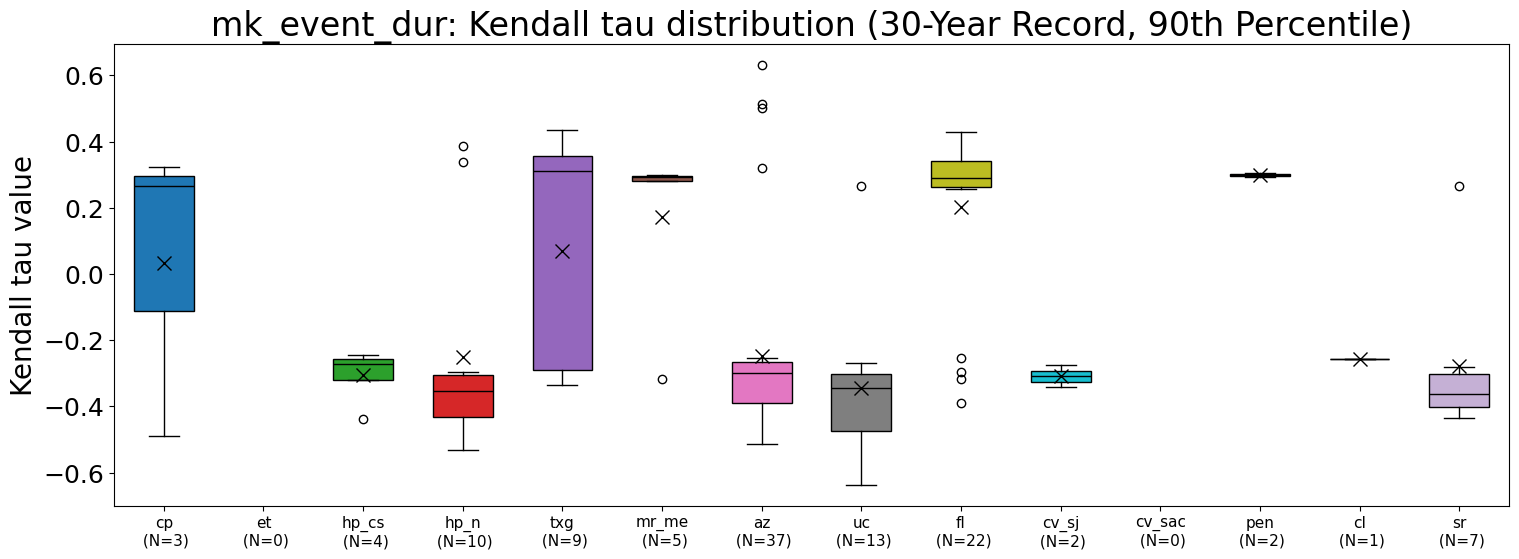 mk_event_dur: Kendall tau distribution (30-Year Record, 90th Percentile)
Kendall tau value
0.6
0.4
0.2
0.0
−0.2
−0.4
−0.6
cp et hp_cs hp_n txg mr_me az uc fl cv_sj cv_sac pen cl sr
(N=3) (N=0) (N=4) (N=10) (N=9) (N=5) (N=37) (N=13) (N=22) (N=2) (N=0) (N=2) (N=1) (N=7)